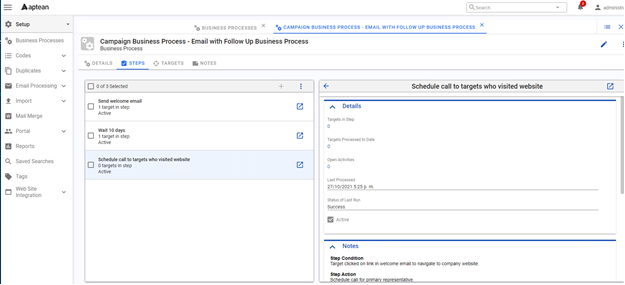 aptean
Search
adminsion
Setup
BUSINESS PROCESSES
CAMPAIGN BUSINESS PROCESS - EMAIL WITH FOLLOW UP BUSINESS PROCESS
Business Processes
Codes
Duplicates
Email Processing
Import
Mail Merge
Portal
Reports
Saved Searches
Tags
Web Site
Integration
Campaign Business Process - Email with Follow Up Business Process
Business Process
DETAILS
STEPS
TARGETS
NOTES
0 of 3 Selected
Send welcome email
1 target in step
Active
Wait 10 days
1 target in step
Active
Schedule call to targets who visited website
0 targets in step
Active
Schedule call to targets who visited website
Details
Targets in Step
0
Targets Processed to Date
0
Open Activities
0
Last Processed
27/10/2021 5:25 p. m.
Status of Last Run
Success
Active
Notes
Step Condition
Target clicked on link in welcome email to navigate to company website.
Step Action
Schedule call for primary representative.